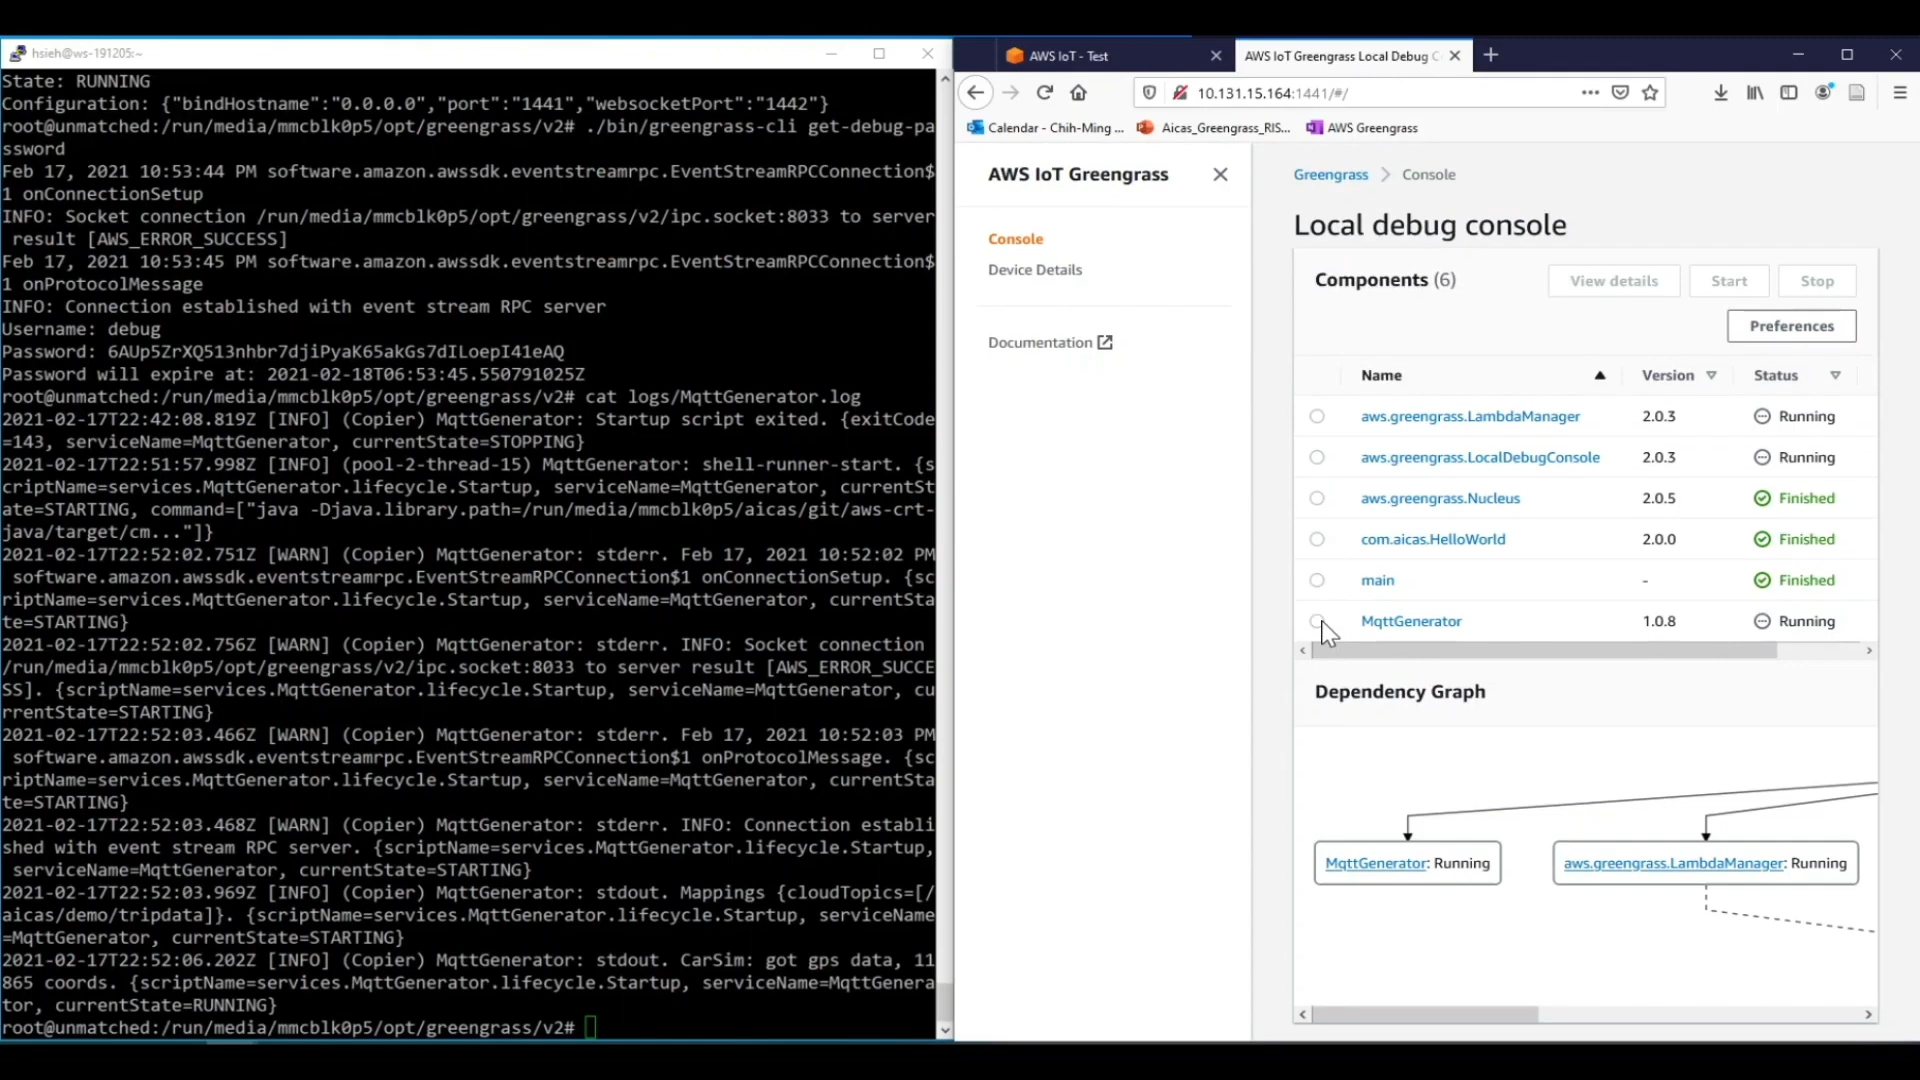 hsieh@ws-191205:~
State: RUNNING
Configuration: {"bindHostname":"0.0.0.0","port":"1441","websocketPort":"1442"}
root@unmatched:/run/media/mmcblk0p5/opt/greengrass/v2# ./bin/greengrass-cli get-debug-pa
ssword
Feb 17, 2021 10:53:44 PM software.amazon.awssdk.eventstreamrpc.EventStreamRPCConnection$
1 onConnectionSetup
INFO: Socket connection /run/media/mmcblk0p5/opt/greengrass/v2/ipc.socket:8033 to server
 result [AWS_ERROR_SUCCESS]
Feb 17, 2021 10:53:45 PM software.amazon.awssdk.eventstreamrpc.EventStreamRPCConnection$
1 onProtocolMessage
INFO: Connection established with event stream RPC server
Username: debug
Password: 6AUp5ZrXQ513nhbr7djiPyaK65akGs7dILoepI41eAQ
Password will expire at: 2021-02-18T06:53:45.550791025Z
root@unmatched:/run/media/mmcblk0p5/opt/greengrass/v2# cat logs/MqttGenerator.log
2021-02-17T22:42:08.819Z [INFO] (Copier) MqttGenerator: Startup script exited. {exitCode
=143, serviceName=MqttGenerator, currentState=STOPPING}
2021-02-17T22:51:57.998Z [INFO] (pool-2-thread-15) MqttGenerator: shell-runner-start. {s
criptName=services.MqttGenerator.lifecycle.Startup, serviceName=MqttGenerator, currentSt
ate=STARTING, command=["java -Djava.library.path=/run/media/mmcblk0p5/aicas/git/aws-crt-
java/target/cm..."]}
2021-02-17T22:52:02.751Z [WARN] (Copier) MqttGenerator: stderr. Feb 17, 2021 10:52:02 PM
 software.amazon.awssdk.eventstreamrpc.EventStreamRPCConnection$1 onConnectionSetup. {sc
riptName=services.MqttGenerator.lifecycle.Startup, serviceName=MqttGenerator, currentSta
te=STARTING}
2021-02-17T22:52:02.756Z [WARN] (Copier) MqttGenerator: stderr. INFO: Socket connection
/run/media/mmcblk0p5/opt/greengrass/v2/ipc.socket:8033 to server result [AWS_ERROR_SUCCE
SS]. {scriptName=services.MqttGenerator.lifecycle.Startup, serviceName=MqttGenerator, cu
rrentState=STARTING}
2021-02-17T22:52:03.466Z [WARN] (Copier) MqttGenerator: stderr. Feb 17, 2021 10:52:03 PM
 software.amazon.awssdk.eventstreamrpc.EventStreamRPCConnection$1 onProtocolMessage. {sc
riptName=services.MqttGenerator.lifecycle.Startup, serviceName=MqttGenerator, currentSta
te=STARTING}
2021-02-17T22:52:03.468Z [WARN] (Copier) MqttGenerator: stderr. INFO: Connection establi
shed with event stream RPC server. {scriptName=services.MqttGenerator.lifecycle.Startup,
 serviceName=MqttGenerator, currentState=STARTING}
2021-02-17T22:52:03.969Z [INFO] (Copier) MqttGenerator: stdout. Mappings {cloudTopics=[/
aicas/demo/tripdata]}. {scriptName=services.MqttGenerator.lifecycle.Startup, serviceName
=MqttGenerator, currentState=STARTING}
2021-02-17T22:52:06.202Z [INFO] (Copier) MqttGenerator: stdout. CarSim: got gps data, 11
865 coords. {scriptName=services.MqttGenerator.lifecycle.Startup, serviceName=MqttGenera
tor, currentState=RUNNING}
root@unmatched:/run/media/mmcblk0p5/opt/greengrass/v2#
AWS IoT - Test
AWS IoT Greengrass Local Debug C
10.131.15.164:1441/#/
Calendar - Chih-Ming ...
Aicas_Greengrass_RIS...
AWS Greengrass
AWS IoT Greengrass
Console
Device Details
Documentation
Greengrass > Console
Local debug console
Components (6)
View details
Start
Stop
Preferences
Name Version Status
aws.greengrass.LambdaManager 2.0.3 Running
aws.greengrass.LocalDebugConsole 2.0.3 Running
aws.greengrass.Nucleus 2.0.5 Finished
com.aicas.HelloWorld 2.0.0 Finished
main - Finished
MqttGenerator 1.0.8 Running
Dependency Graph
MqttGenerator: Running
aws.greengrass.LambdaManager: Running